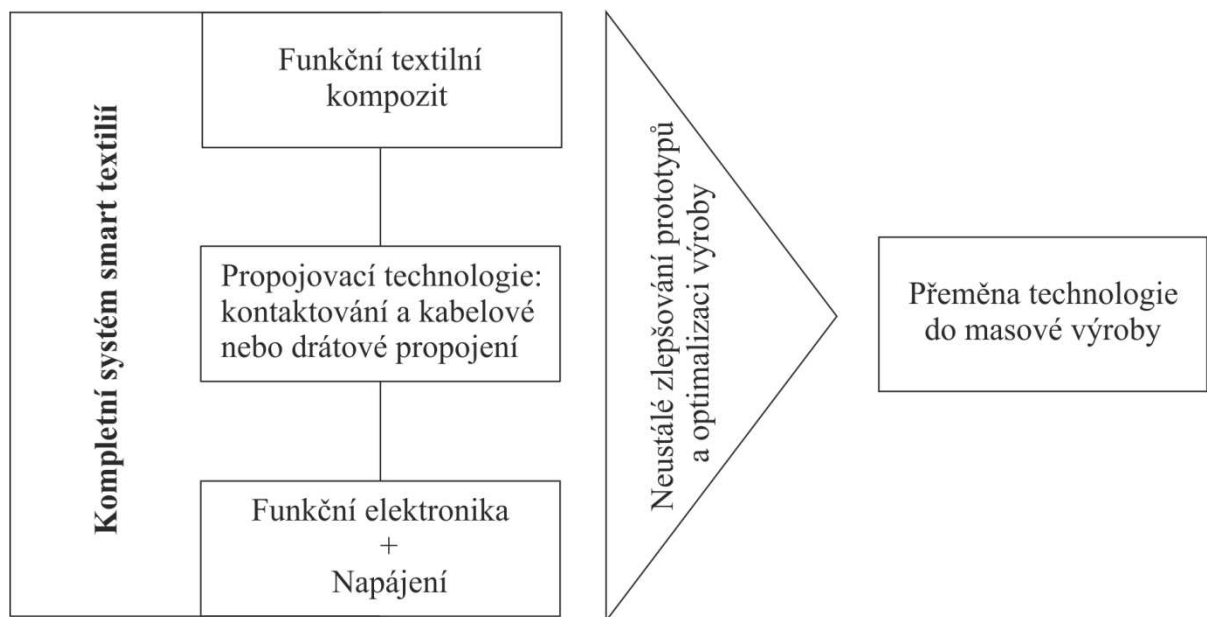 Kompletní systém smart textilií
Funkční textilní
kompozit
Propojovací technologie:
kontaktování a kabelové
nebo drátové propojení
Funkční elektronika
+
Napájení
Neustálé zlepšování prototypů
a optimalizaci výroby
Přeměna technologie
do masové výroby